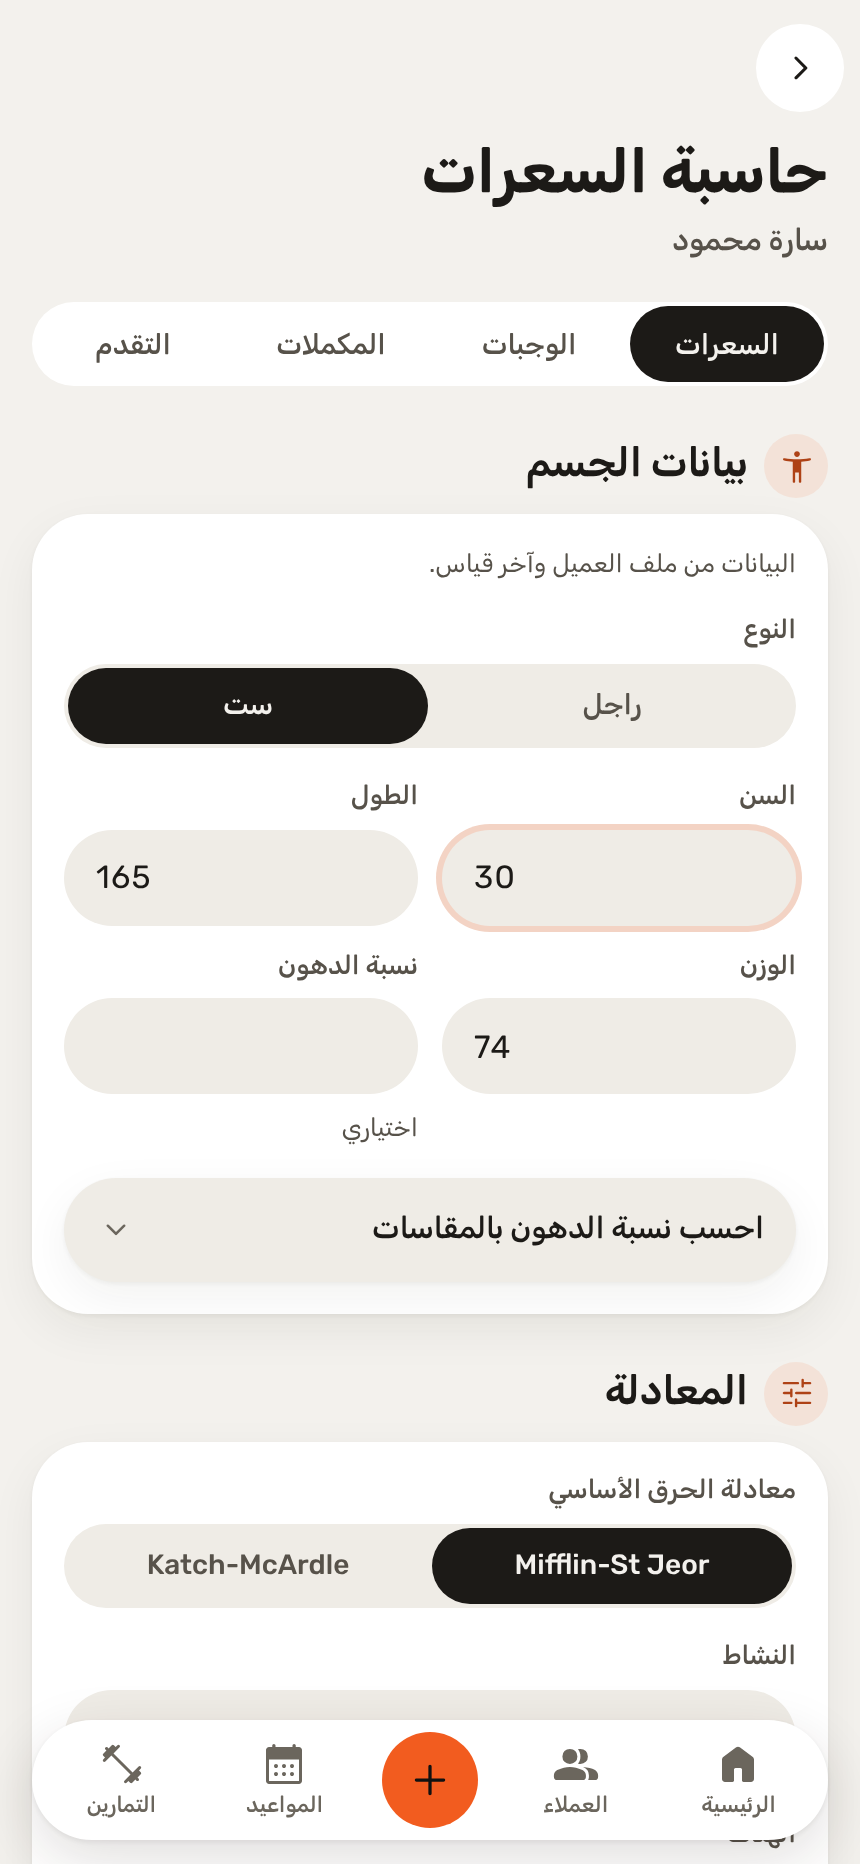 حاسبة السعرات
سارة محمود
السعرات
الوجبات
المكملات
التقدم
بيانات الجسم
البيانات من ملف العميل وآخر قياس.
النوع
راجل
ست
السن
الطول
30
165
الوزن
نسبة الدهون
74
اختياري
احسب نسبة الدهون بالمقاسات
المعادلة
معادلة الحرق الأساسي
Mifflin-St Jeor
Katch-McArdle
النشاط
الرئيسية
العملاء
المواعيد
التمارين